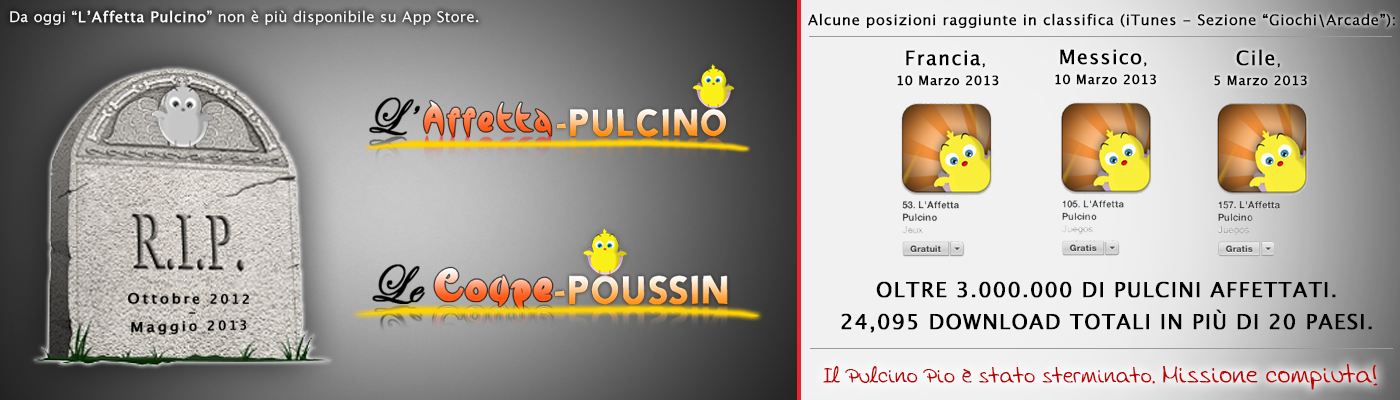 Da oggi “L’Affetta Pulcino” non è più disponibile su App Store.
R.I.P.
Ottobre 2012
–
Maggio 2013
L’Affetta-PULCINO
Le Coupe-POUSSIN
Alcune posizioni raggiunte in classifica (iTunes – Sezione “Giochi\Arcade”):
Francia,
10 Marzo 2013
53. L'Affetta
Pulcino
Jeux
Gratuit
Messico,
10 Marzo 2013
106. L'Affetta
Pulcino
Juegos
Gratis
Cile,
5 Marzo 2013
157. L'Affetta
Pulcino
Juegos
Gratis
OLTRE 3.000.000 DI PULCINI AFFETTATI.
24,095 DOWNLOAD TOTALI IN PIÙ DI 20 PAESI.
Il Pulcino Pio è stato sterminato. Missione compiuta!